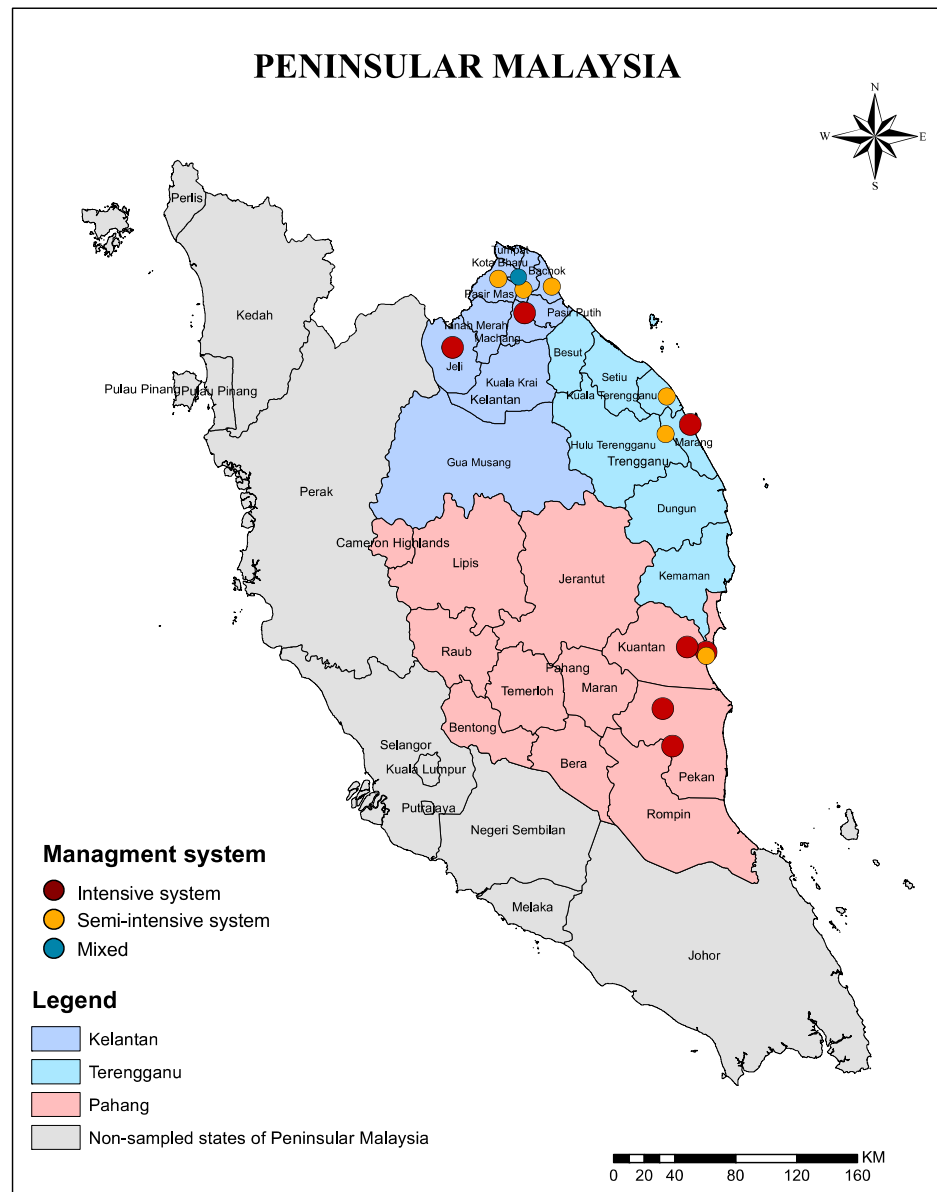 PENINSULAR MALAYSIA
N
W
E
S
Perlis
Kedah
Pulau Pinang
Pulau Pinang
Perak
Tumpat
Kota Bharu
Bachok
Pasir Mas
Pasir Putih
Tanah Merah
Machang
Jeli
Kuala Krai
Kelantan
Gua Musang
Besut
Setiu
Kuala Terengganu
Hulu Terengganu
Marang
Trengganu
Dungun
Kemaman
Cameron Highlands
Lipis
Jerantut
Raub
Kuantan
Pahang
Temerloh
Maran
Bentong
Bera
Pekan
Rompin
Selangor
Kuala Lumpur
Putrajaya
Negeri Sembilan
Melaka
Johor
Managment system
Intensive system
Semi-intensive system
Mixed
Legend
Kelantan
Terengganu
Pahang
Non-sampled states of Peninsular Malaysia
KM
0 20 40 80 120 160